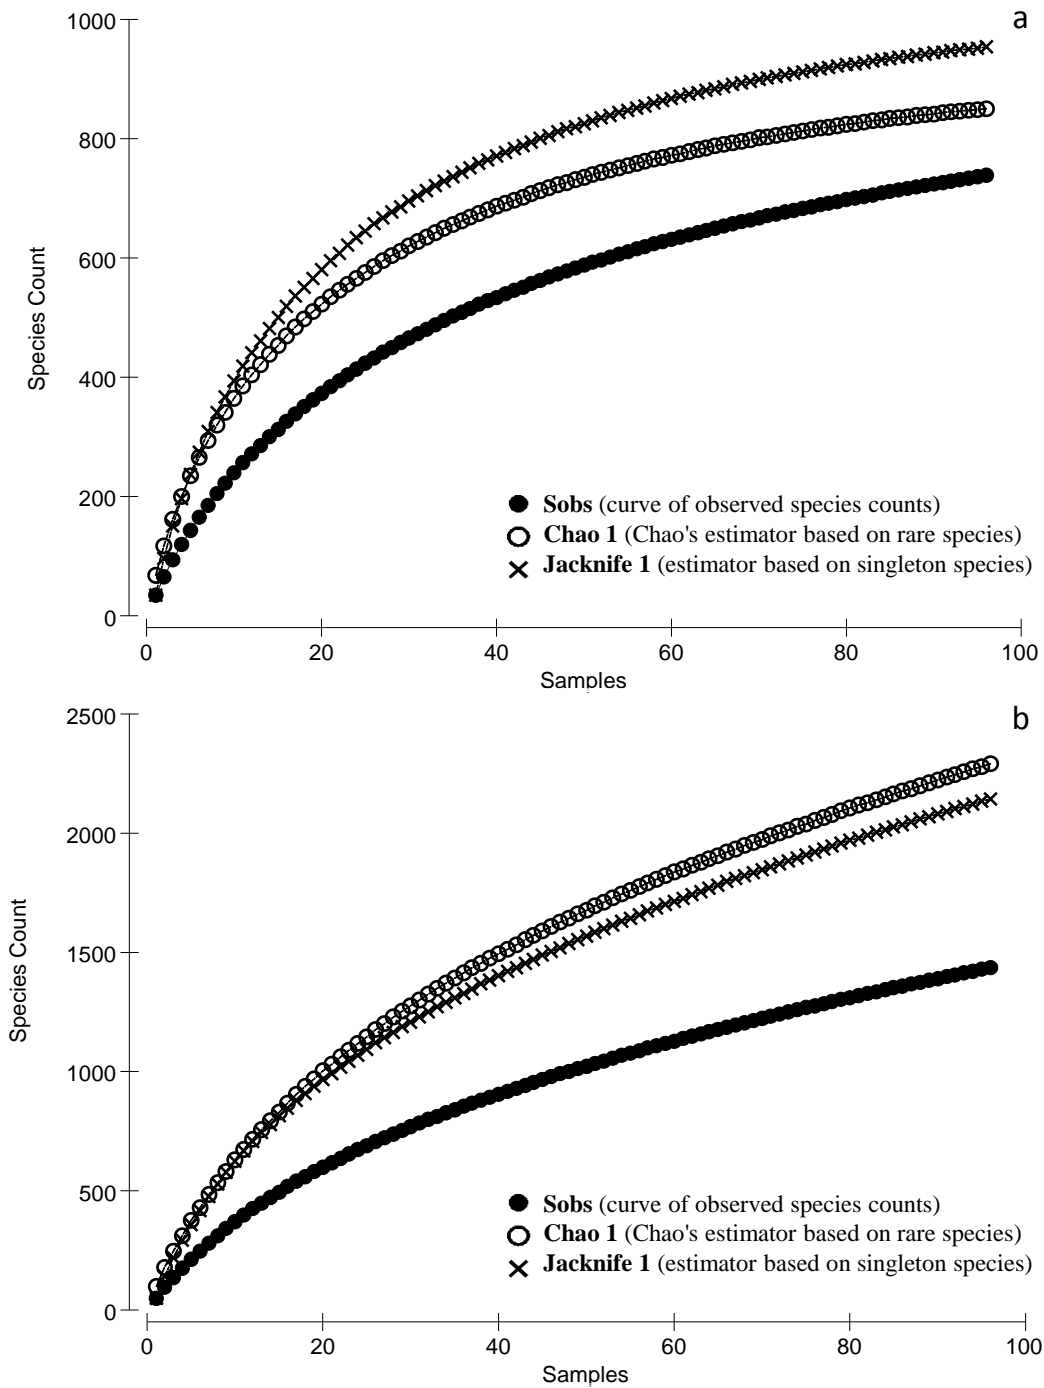 a
1000
800
600
400
200
0
Species Count
Sobs (curve of observed species counts)
Chao 1 (Chao's estimator based on rare species)
Jacknife 1 (estimator based on singleton species)
0 20 40 60 80 100
Samples
b
2500
2000
1500
1000
500
0
Species Count
Sobs (curve of observed species counts)
Chao 1 (Chao's estimator based on rare species)
Jacknife 1 (estimator based on singleton species)
0 20 40 60 80 100
Samples